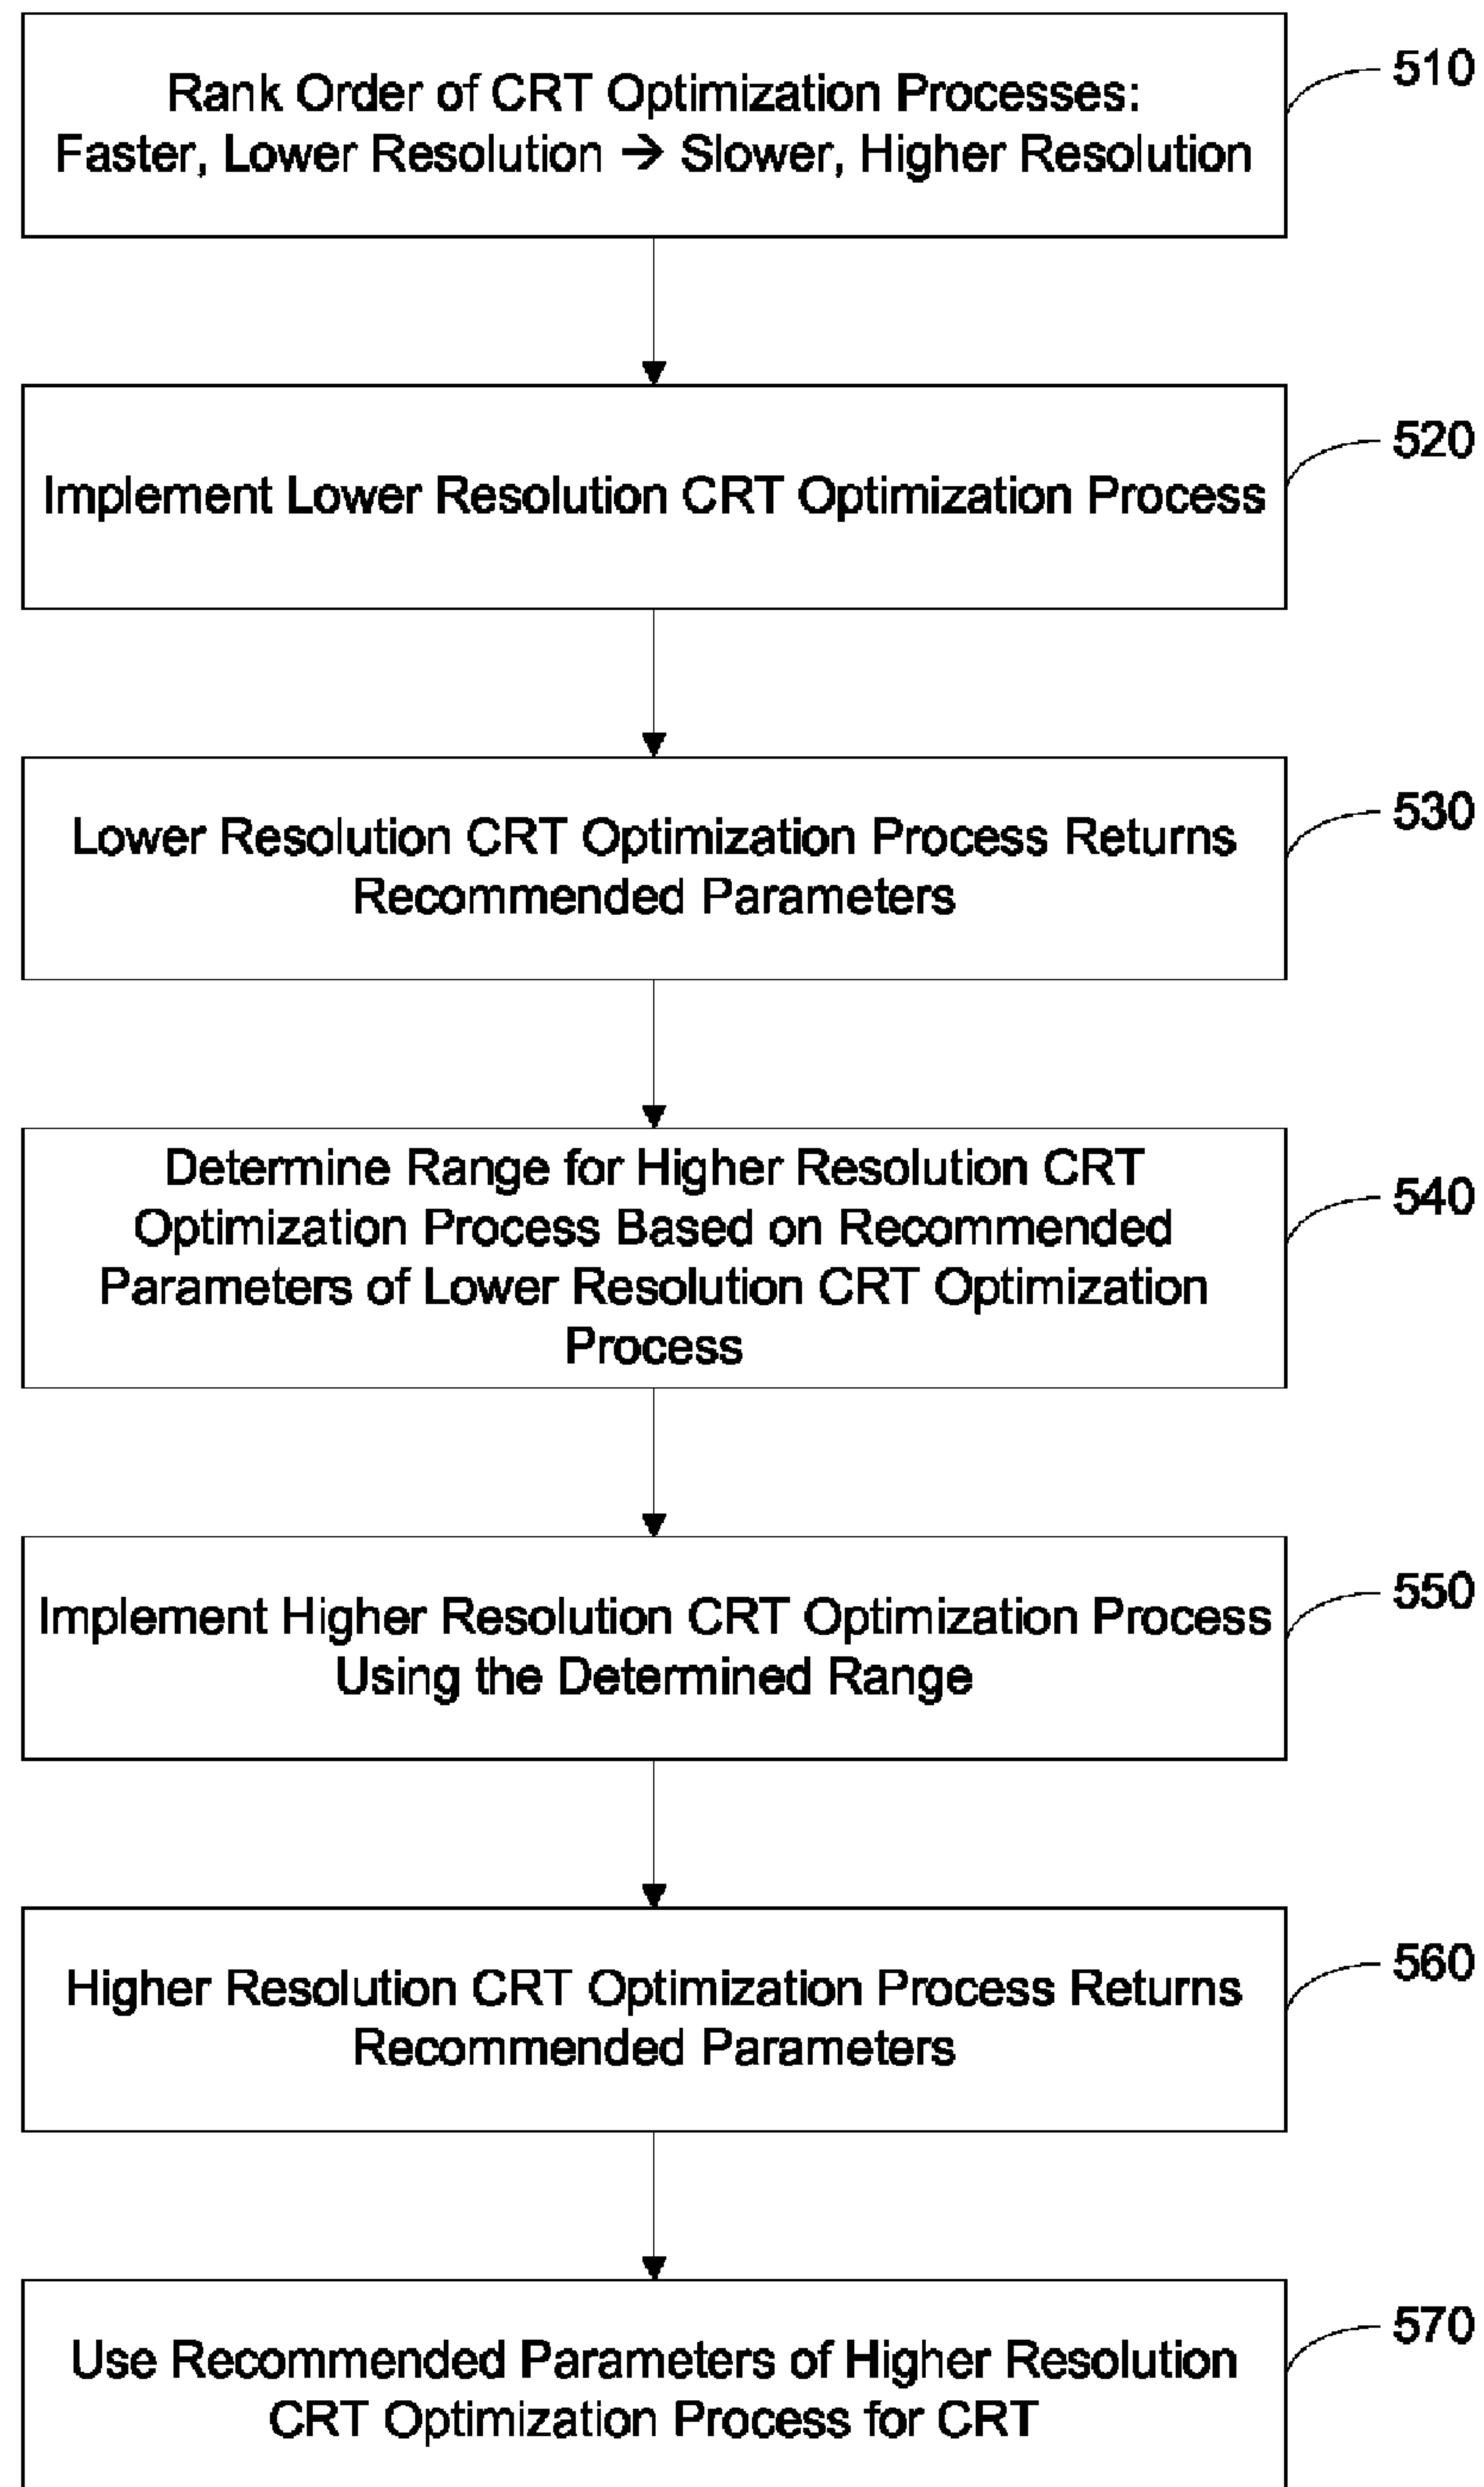 Rank Order of CRT Optimization Processes:
Faster, Lower Resolution → Slower, Higher Resolution
510
Implement Lower Resolution CRT Optimization Process
520
Lower Resolution CRT Optimization Process Returns
Recommended Parameters
530
Determine Range for Higher Resolution CRT
Optimization Process Based on Recommended
Parameters of Lower Resolution CRT Optimization
Process
540
Implement Higher Resolution CRT Optimization Process
Using the Determined Range
550
Higher Resolution CRT Optimization Process Returns
Recommended Parameters
560
Use Recommended Parameters of Higher Resolution
CRT Optimization Process for CRT
570